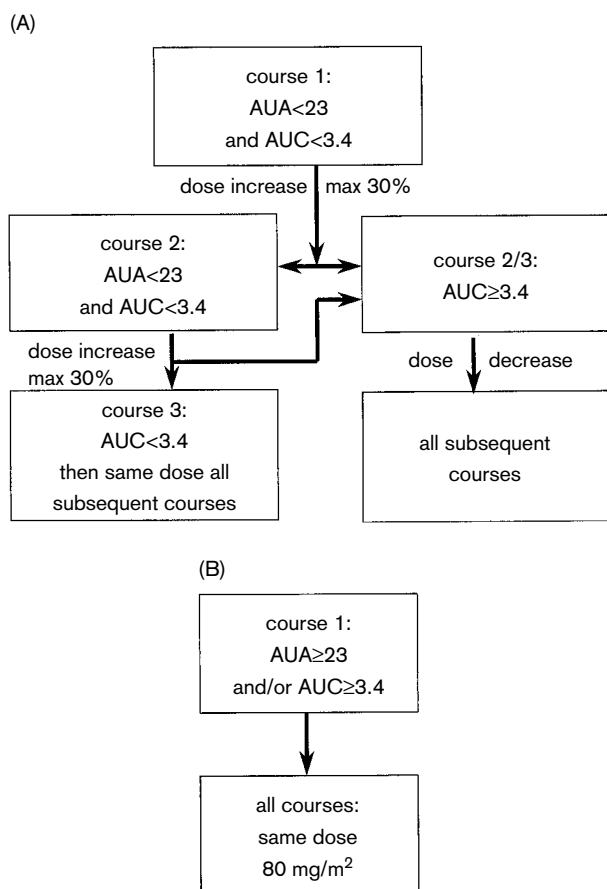 (A)
course 1:
AUA<23
and AUC<3.4
dose increase max 30%
course 2:
AUA<23
and AUC<3.4
course 2/3:
AUC≥3.4
dose increase
max 30%
dose decrease
course 3:
AUC<3.4
then same dose all
subsequent courses
all subsequent
courses
(B)
course 1:
AUA≥23
and/or AUC≥3.4
all courses:
same dose
80 mg/m²